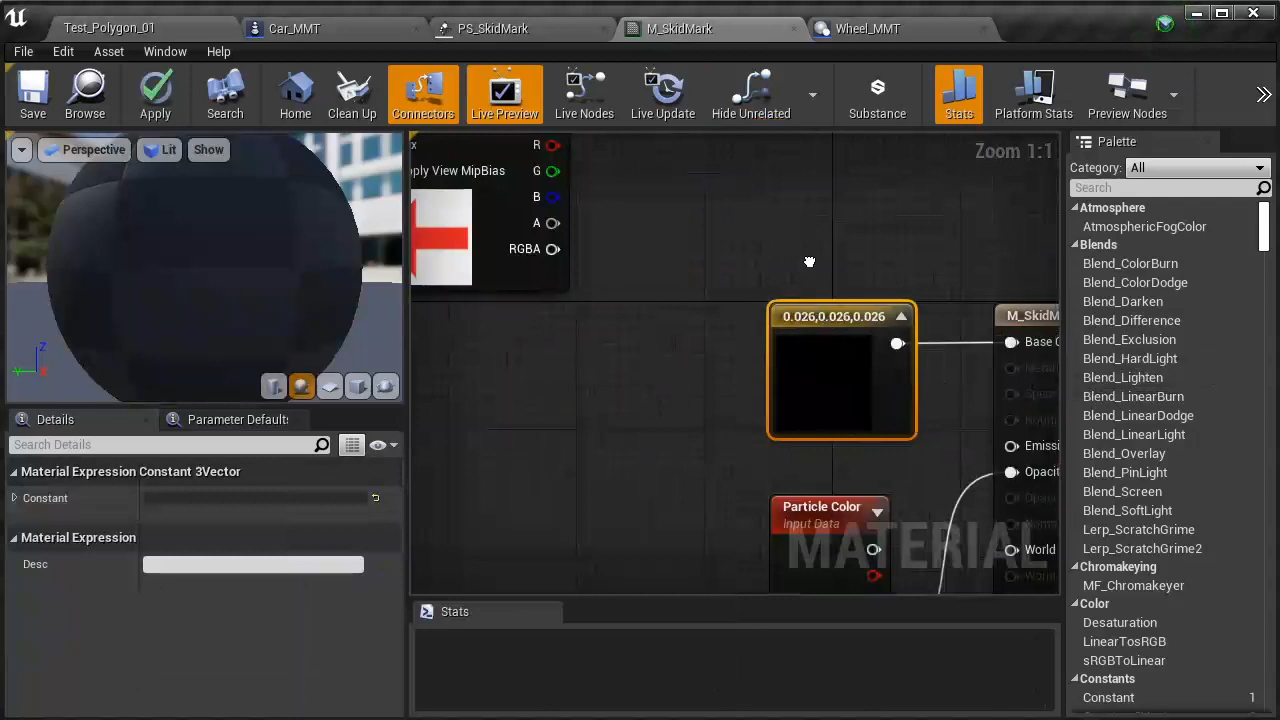 Test_Polygon_01
Car_MMT
PS_SkidMark
M_SkidMark
Wheel_MMT
File Edit Asset Window Help
Save Browse Apply Search Home Clean Up Connectors Live Preview Live Nodes Live Update Hide Unrelated Substance Stats Platform Stats Preview Nodes
Perspective Lit Show
Z
Y
X
R
ply View MipBias G
B
A
RGBA
Zoom 1:1
0.026,0.026,0.026
M_SkidM
Base C
Emissi
Opacit
World
Particle Color
Input Data
MATERIAL
Details
Parameter Defaults
Search Details
Material Expression Constant 3Vector
Constant
Material Expression
Desc
Stats
Palette
Category: All
Search
Atmosphere
AtmosphericFogColor
Blends
Blend_ColorBurn
Blend_ColorDodge
Blend_Darken
Blend_Difference
Blend_Exclusion
Blend_HardLight
Blend_Lighten
Blend_LinearBurn
Blend_LinearDodge
Blend_LinearLight
Blend_Overlay
Blend_PinLight
Blend_Screen
Blend_SoftLight
Lerp_ScratchGrime
Lerp_ScratchGrime2
Chromakeying
MF_Chromakeyer
Color
Desaturation
LinearTosRGB
sRGBToLinear
Constants
Constant 1